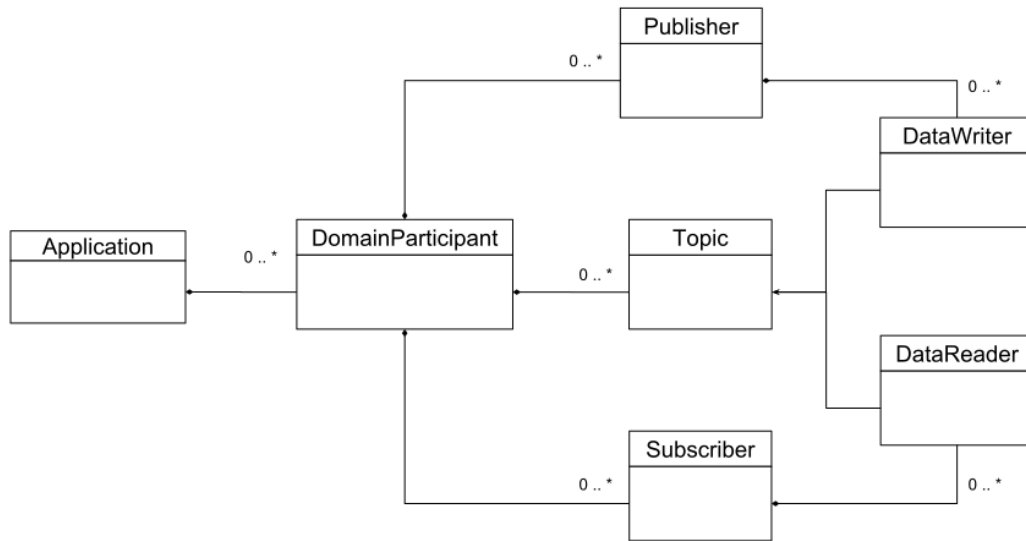 Publisher
0 .. *
0 .. *
DataWriter
Application
0 .. *
DomainParticipant
0 .. *
Topic
DataReader
Subscriber
0 .. *
0 .. *